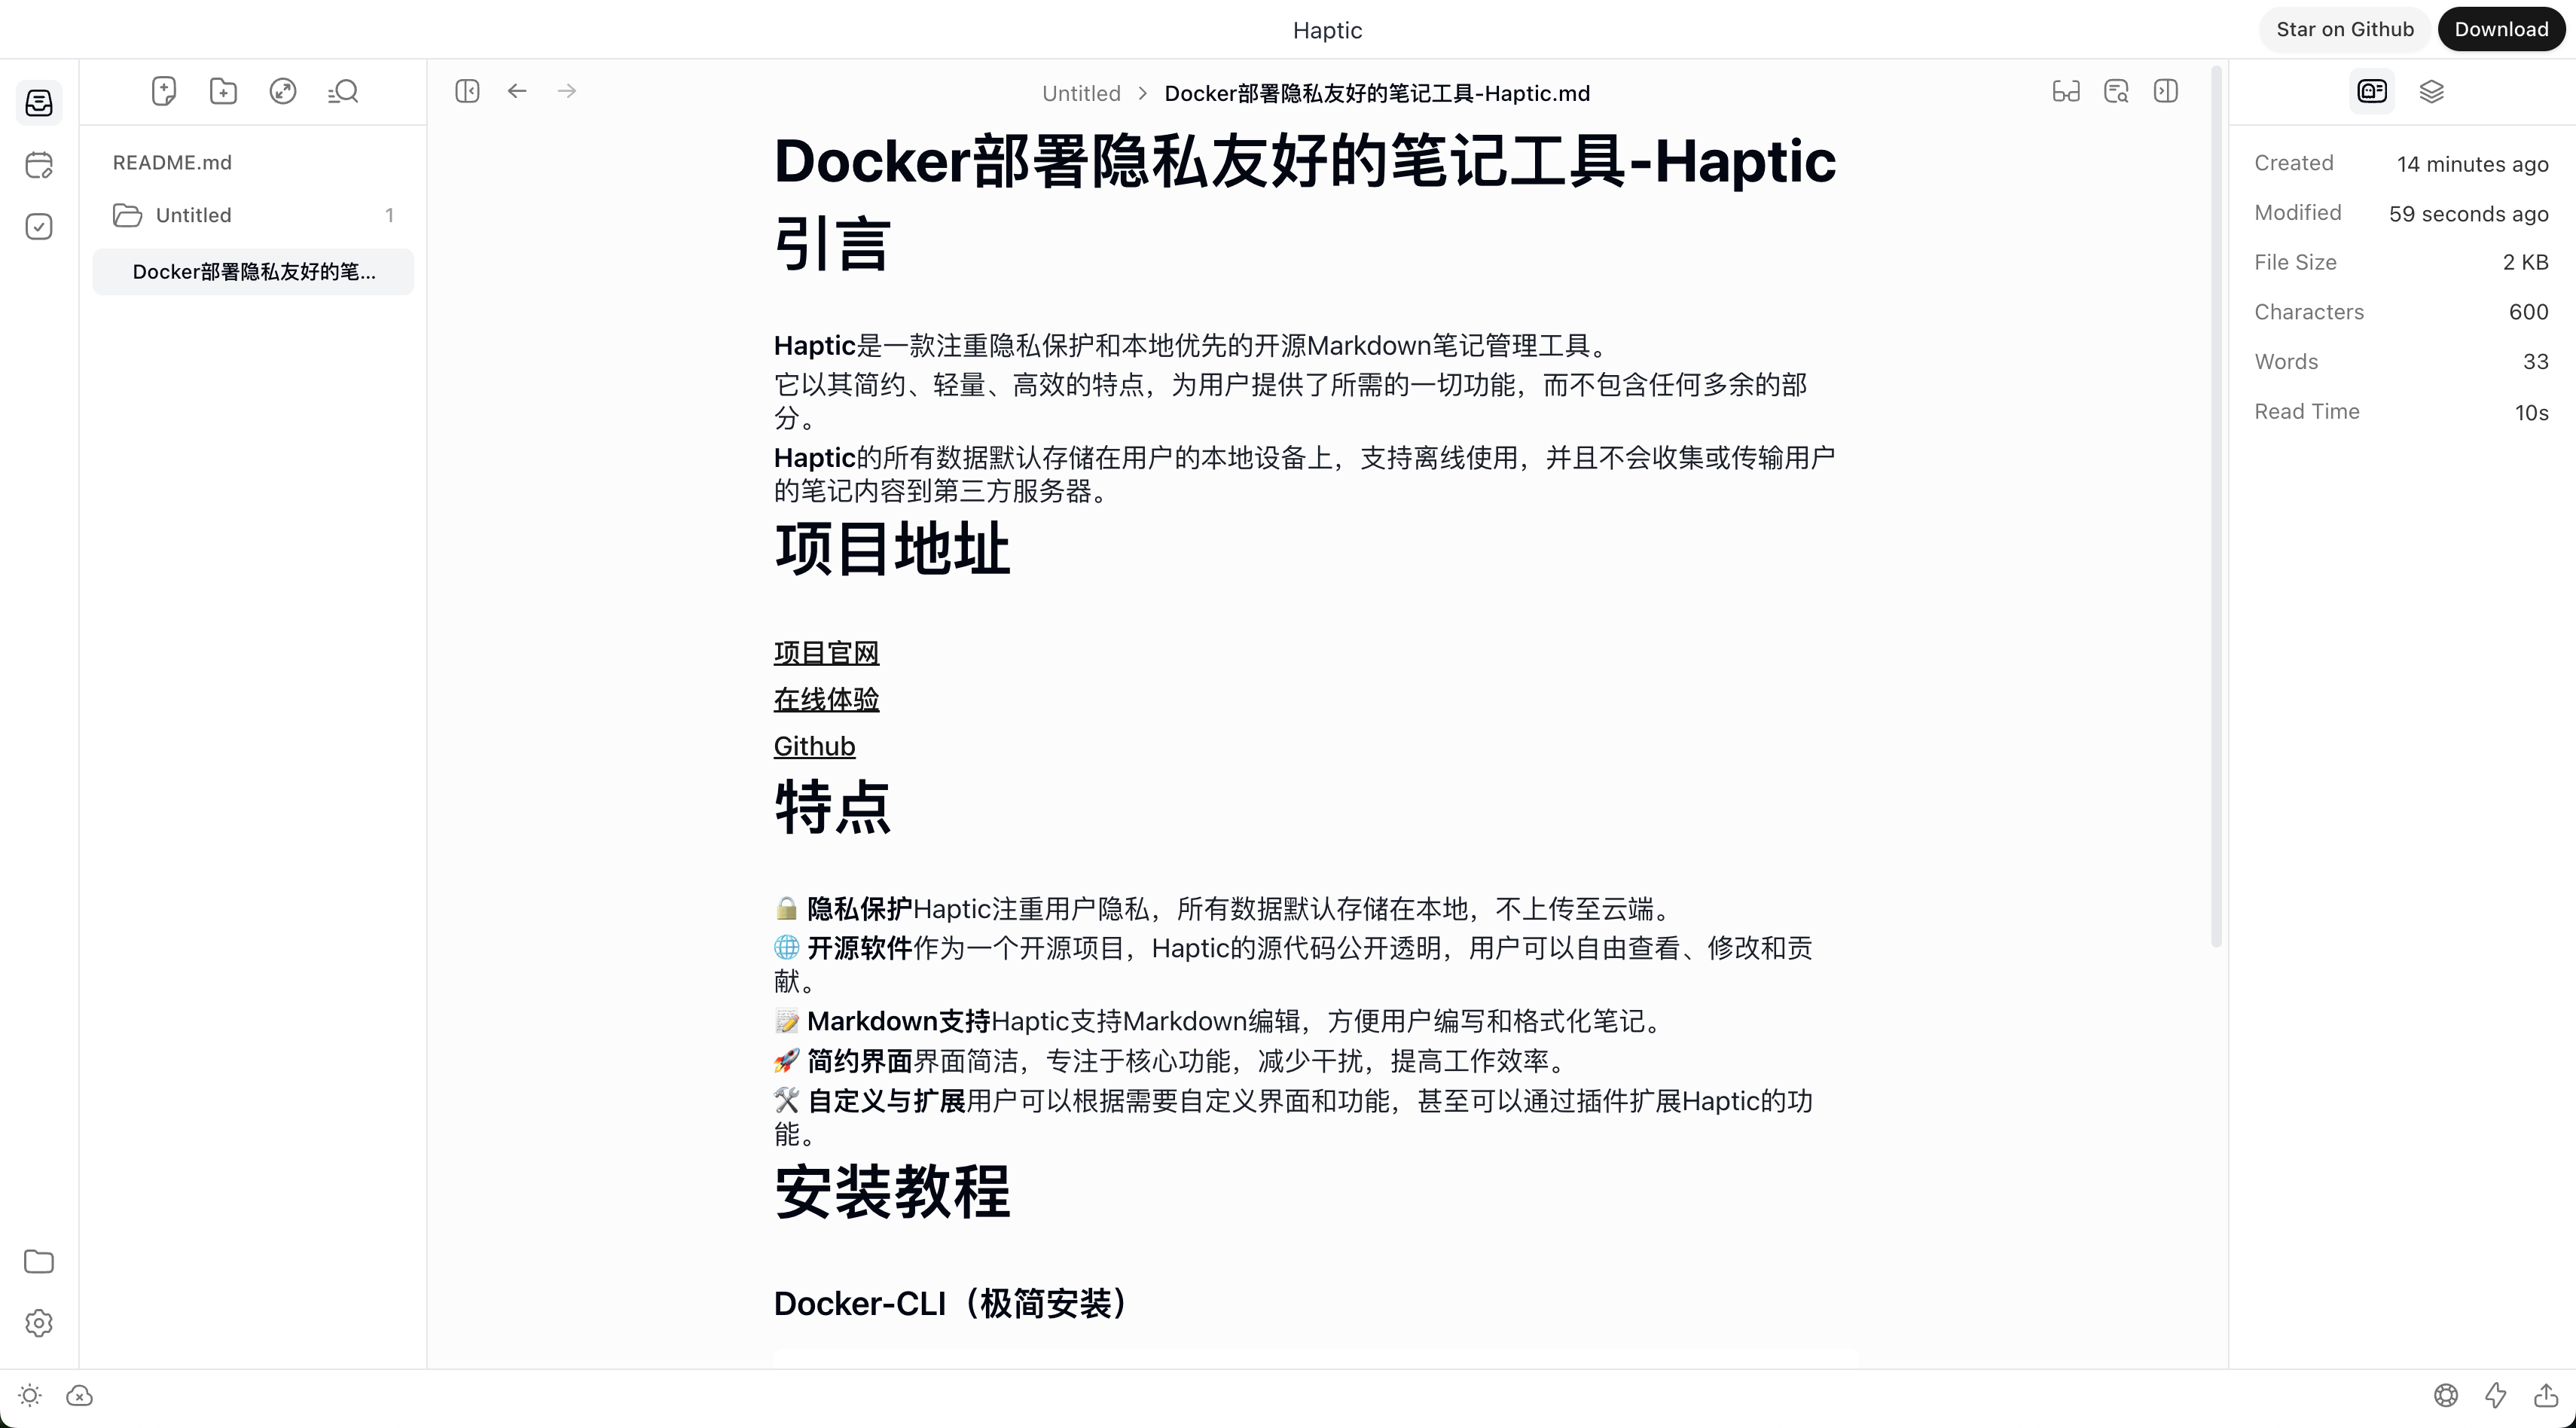 Haptic
Star on Github
Download
README.md
Untitled 1
Docker部署隐私友好的笔...
Untitled > Docker部署隐私友好的笔记工具-Haptic.md
Docker部署隐私友好的笔记工具-Haptic
引言
Haptic是一款注重隐私保护和本地优先的开源Markdown笔记管理工具。
它以其简约、轻量、高效的特点，为用户提供了所需的一切功能，而不包含任何多余的部
分。
Haptic的所有数据默认存储在用户的本地设备上，支持离线使用，并且不会收集或传输用户
的笔记内容到第三方服务器。
项目地址
项目官网
在线体验
Github
特点
🔒 隐私保护Haptic注重用户隐私，所有数据默认存储在本地，不上传至云端。
🌐 开源软件作为一个开源项目，Haptic的源代码公开透明，用户可以自由查看、修改和贡
献。
📝 Markdown支持Haptic支持Markdown编辑，方便用户编写和格式化笔记。
🚀 简约界面界面简洁，专注于核心功能，减少干扰，提高工作效率。
🛠️ 自定义与扩展用户可以根据需要自定义界面和功能，甚至可以通过插件扩展Haptic的功
能。
安装教程
Docker-CLI（极简安装）
Created 14 minutes ago
Modified 59 seconds ago
File Size 2 KB
Characters 600
Words 33
Read Time 10s